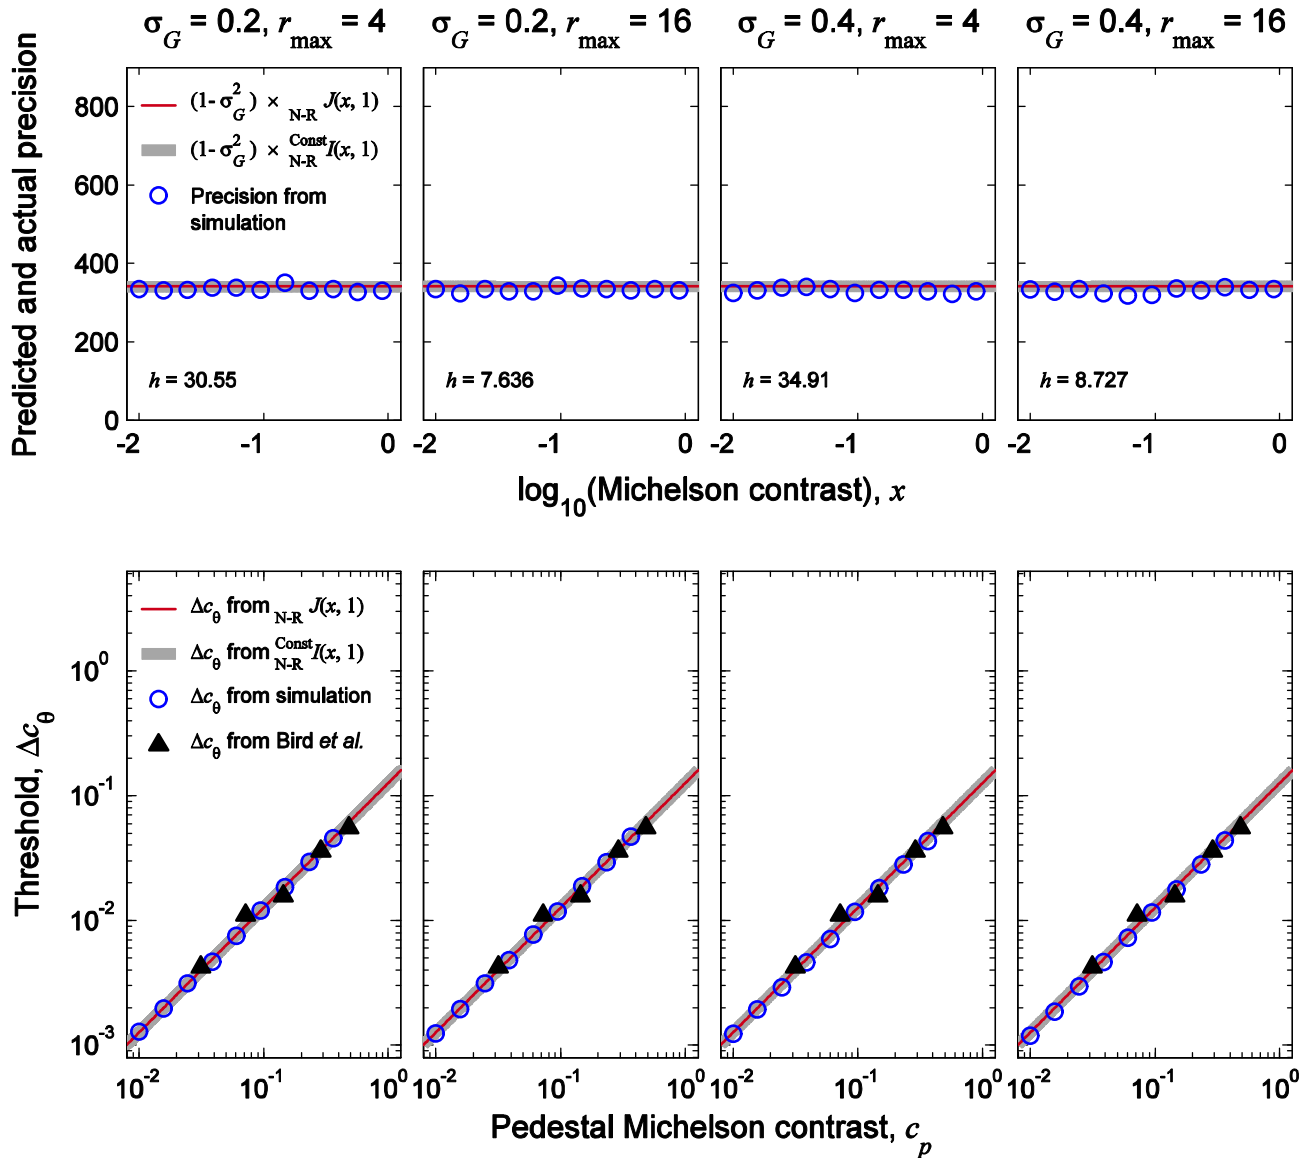 σG = 0.2, rmax = 4
σG = 0.2, rmax = 16
σG = 0.4, rmax = 4
σG = 0.4, rmax = 16
Predicted and actual precision
800
600
400
200
0
(1- σ²G ) × N-R J(x, 1)
(1- σ²G ) × Const N-R I(x, 1)
Precision from
simulation
h = 30.55
h = 7.636
h = 34.91
h = 8.727
-2 -1 0 -2 -1 0 -2 -1 0 -2 -1 0
log10(Michelson contrast), x
Threshold, Δcθ
10⁰
10⁻¹
10⁻²
10⁻³
Δcθ from N-R J(x, 1)
Δcθ from Const N-R I(x, 1)
Δcθ from simulation
Δcθ from Bird et al.
10⁻² 10⁻¹ 10⁰ 10⁻² 10⁻¹ 10⁰ 10⁻² 10⁻¹ 10⁰ 10⁻² 10⁻¹ 10⁰
Pedestal Michelson contrast, cp